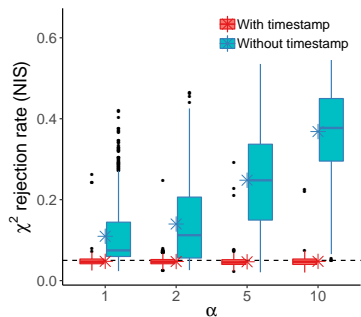 With timestamp
Without timestamp
χ² rejection rate (NIS)
0.6
0.4
0.2
0.0
1 2 5 10
α